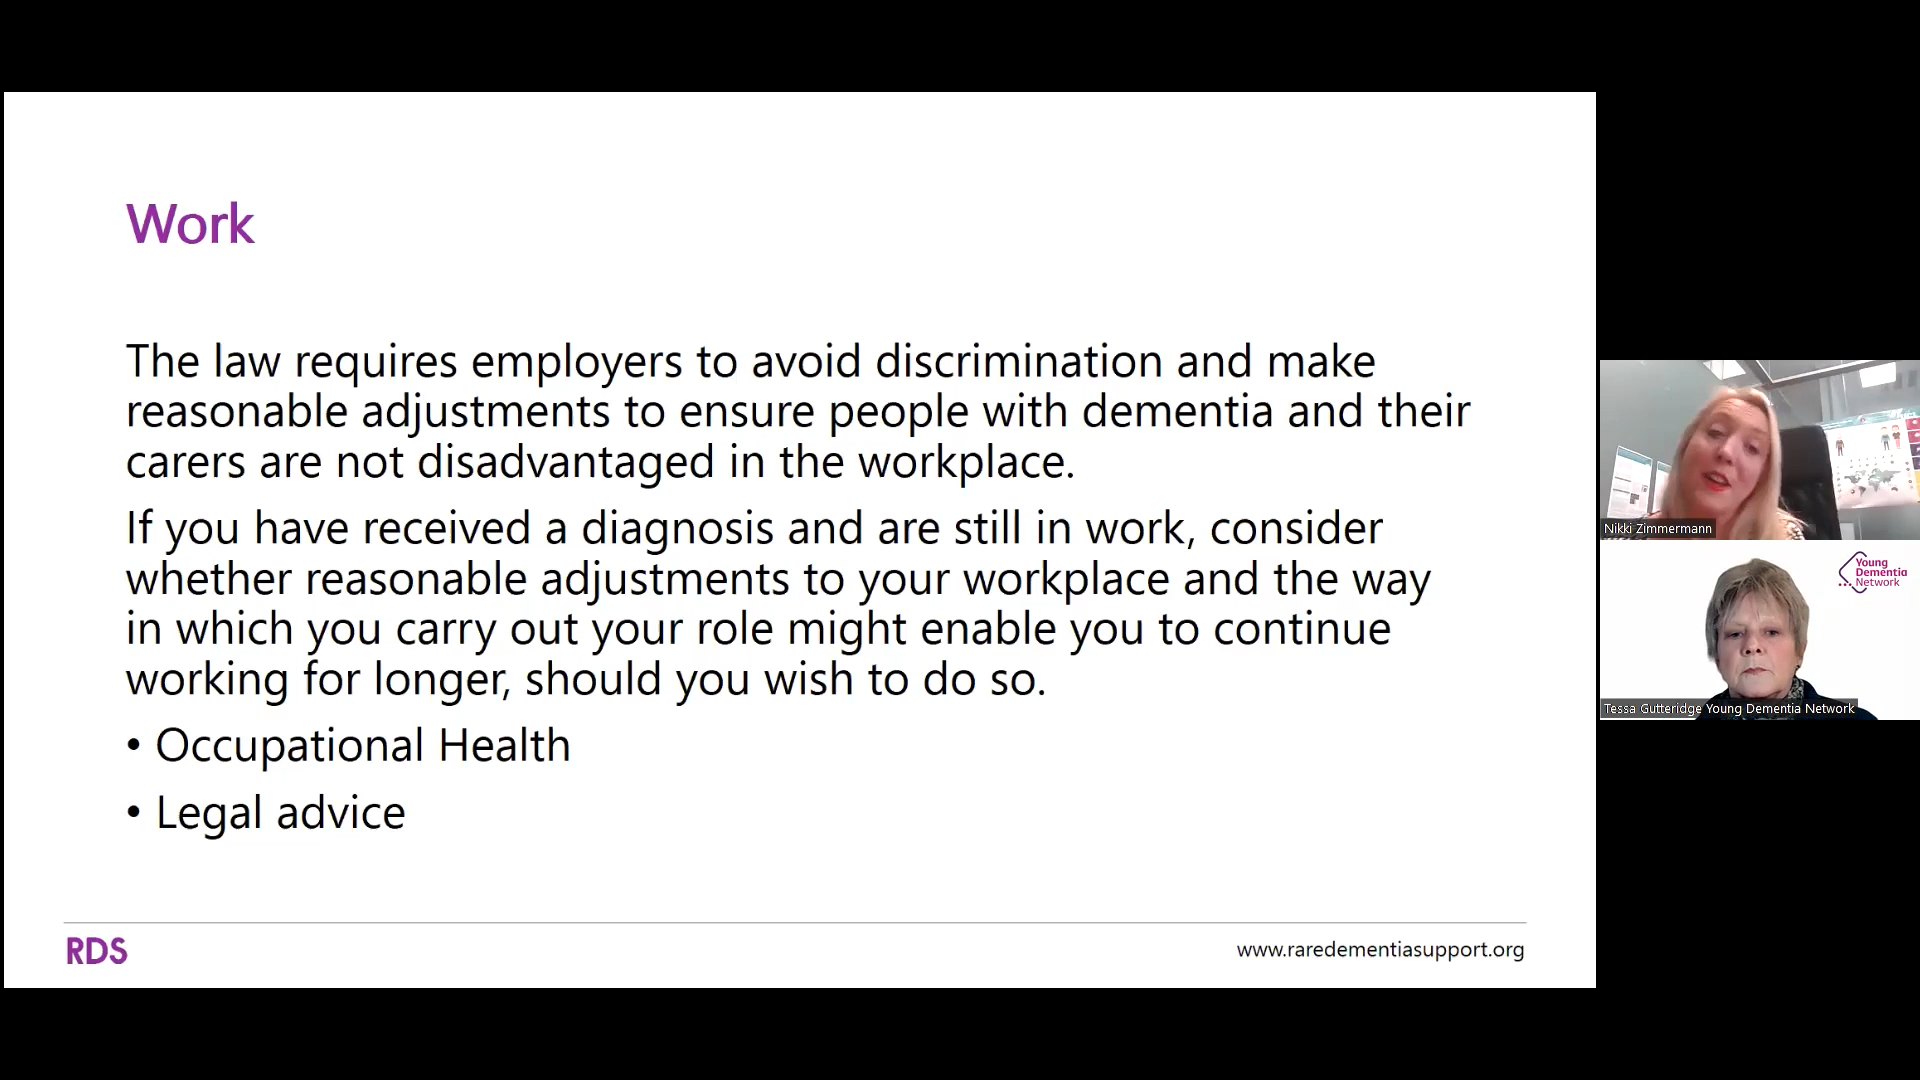 Work
The law requires employers to avoid discrimination and make
reasonable adjustments to ensure people with dementia and their
carers are not disadvantaged in the workplace.
If you have received a diagnosis and are still in work, consider
whether reasonable adjustments to your workplace and the way
in which you carry out your role might enable you to continue
working for longer, should you wish to do so.
• Occupational Health
• Legal advice
RDS
www.raredementiasupport.org
Nikki Zimmermann
Young
Dementia
Network
Tessa Gutteridge Young Dementia Network